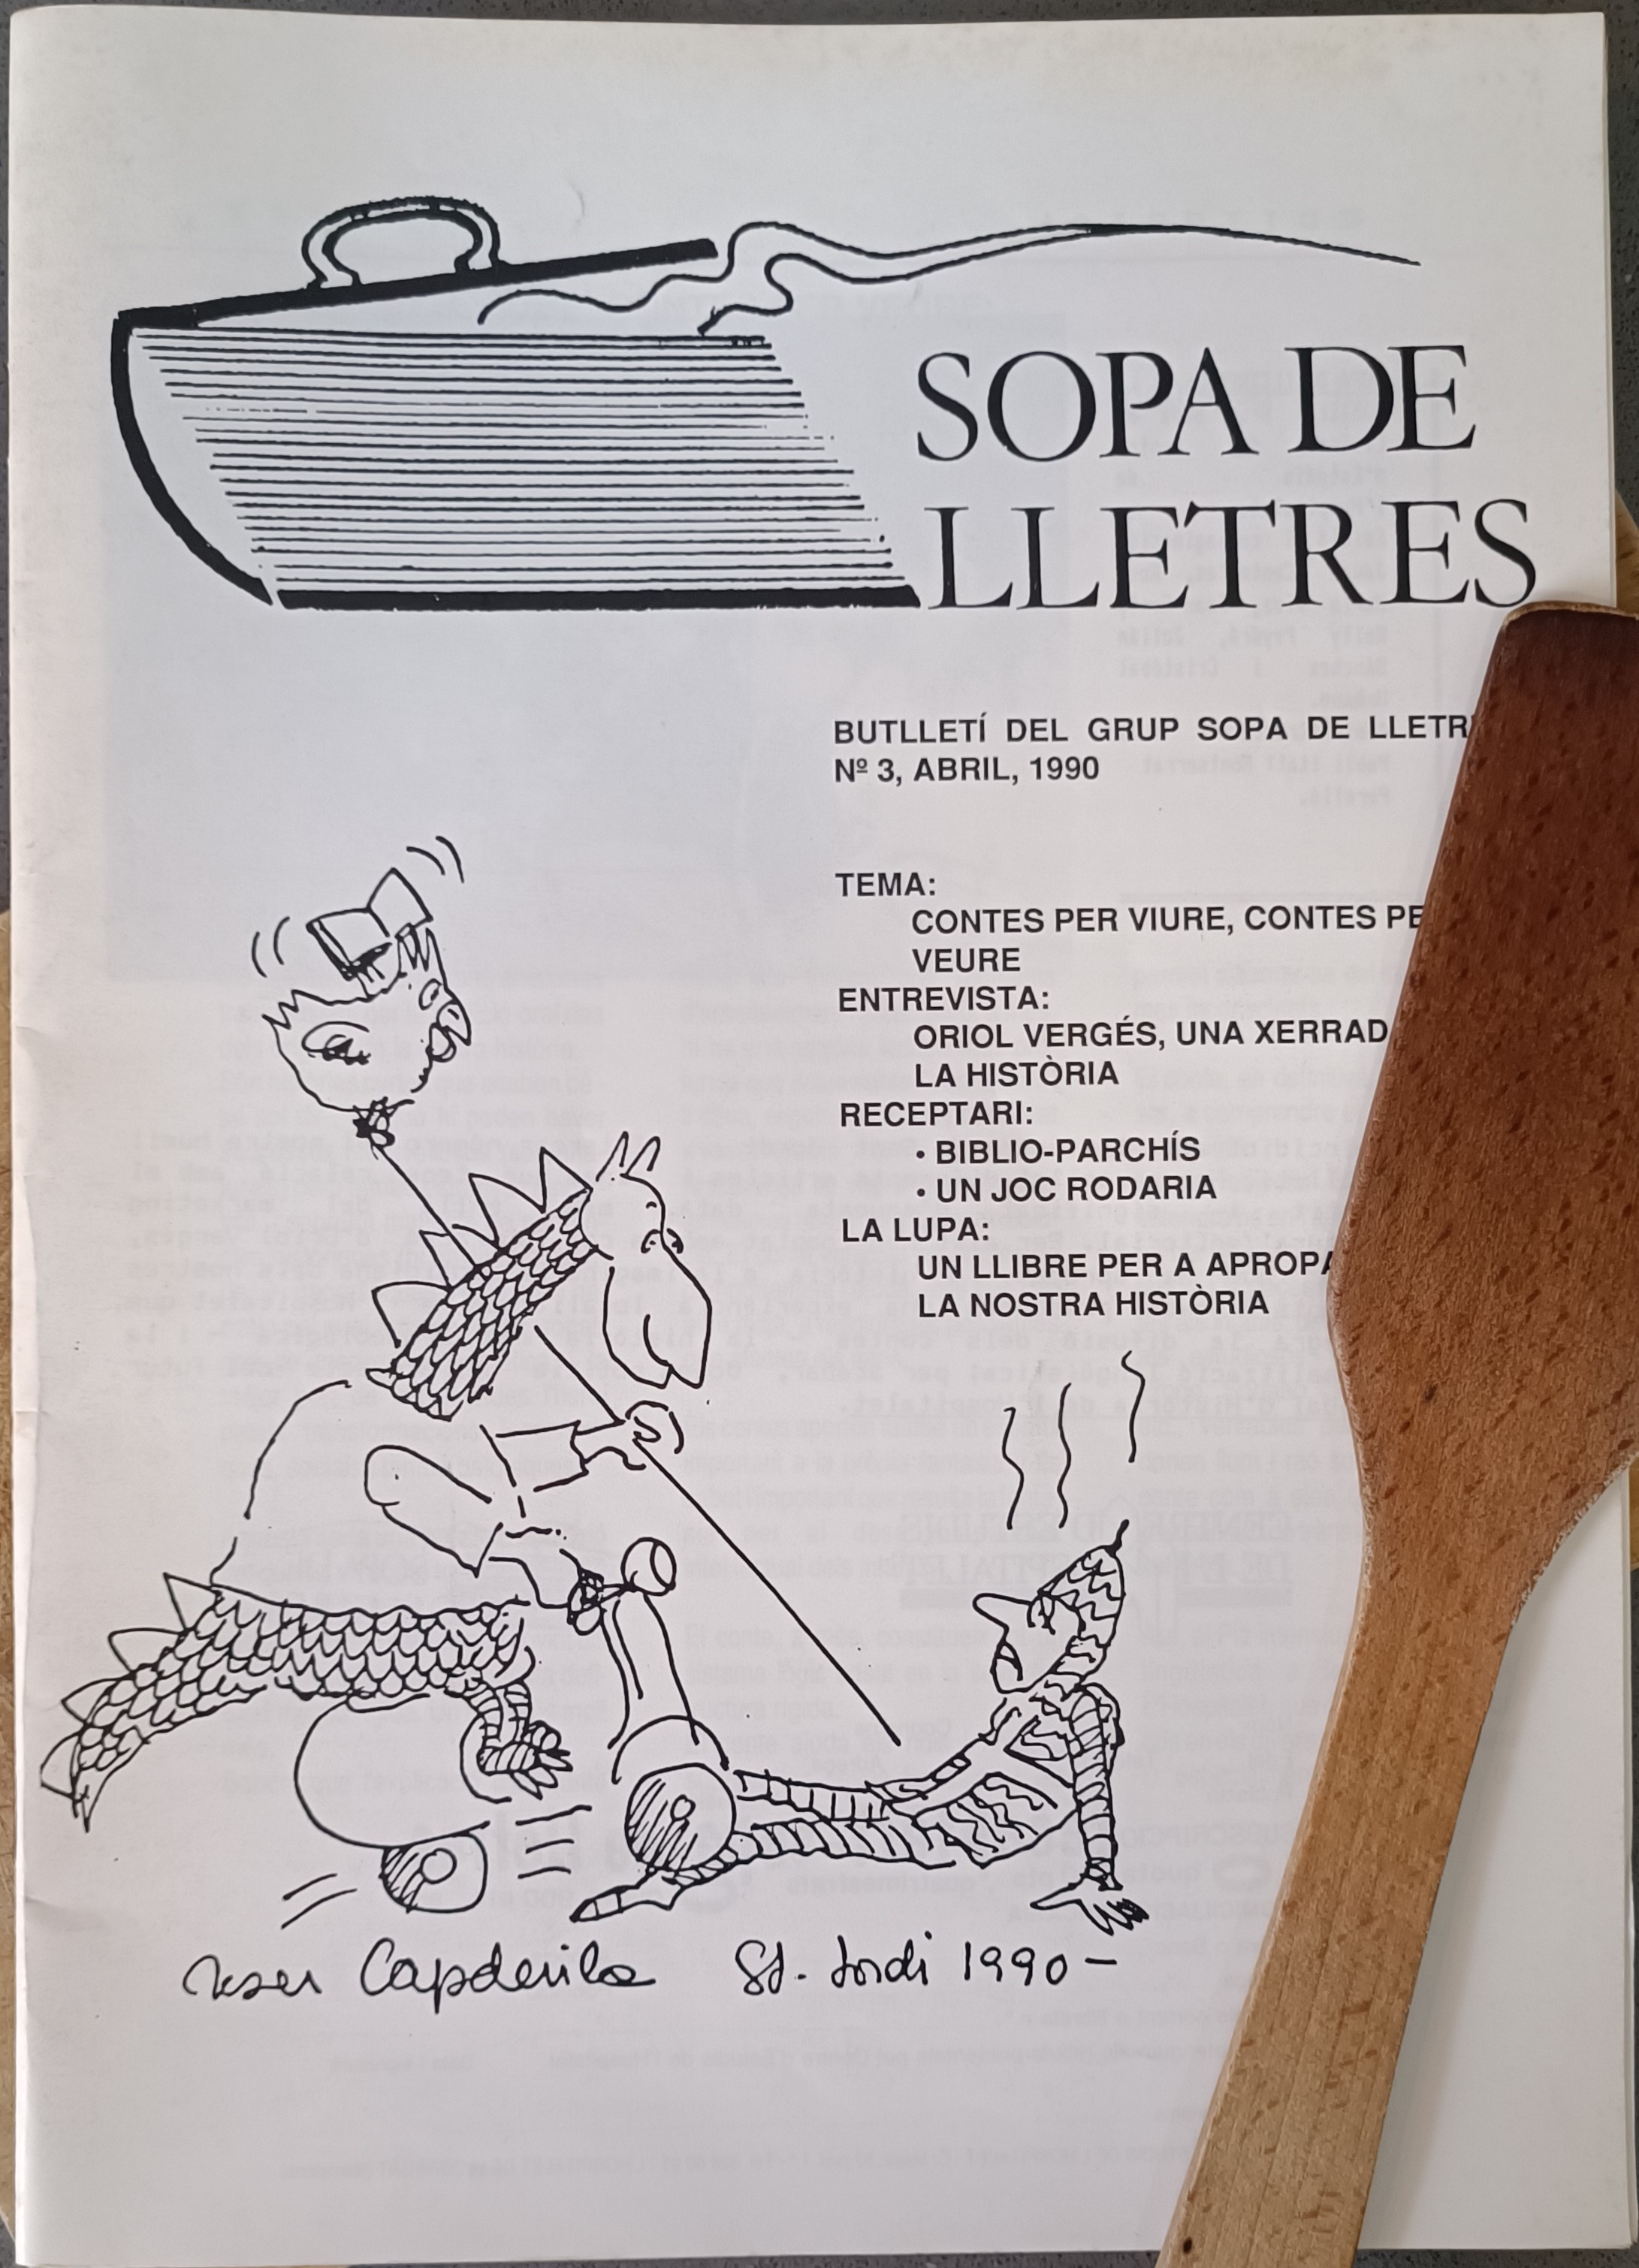 SOPA DE
LLETRES
BUTLLETÍ DEL GRUP SOPA DE LLETR
Nº 3, ABRIL, 1990
TEMA:
CONTES PER VIURE, CONTES PE
VEURE
ENTREVISTA:
ORIOL VERGÉS, UNA XERRAD
LA HISTÒRIA
RECEPTARI:
• BIBLIO-PARCHÍS
• UN JOC RODARIA
LA LUPA:
UN LLIBRE PER A APROPA
LA NOSTRA HISTÒRIA
Roser Capdevila St. Jordi 1990 -